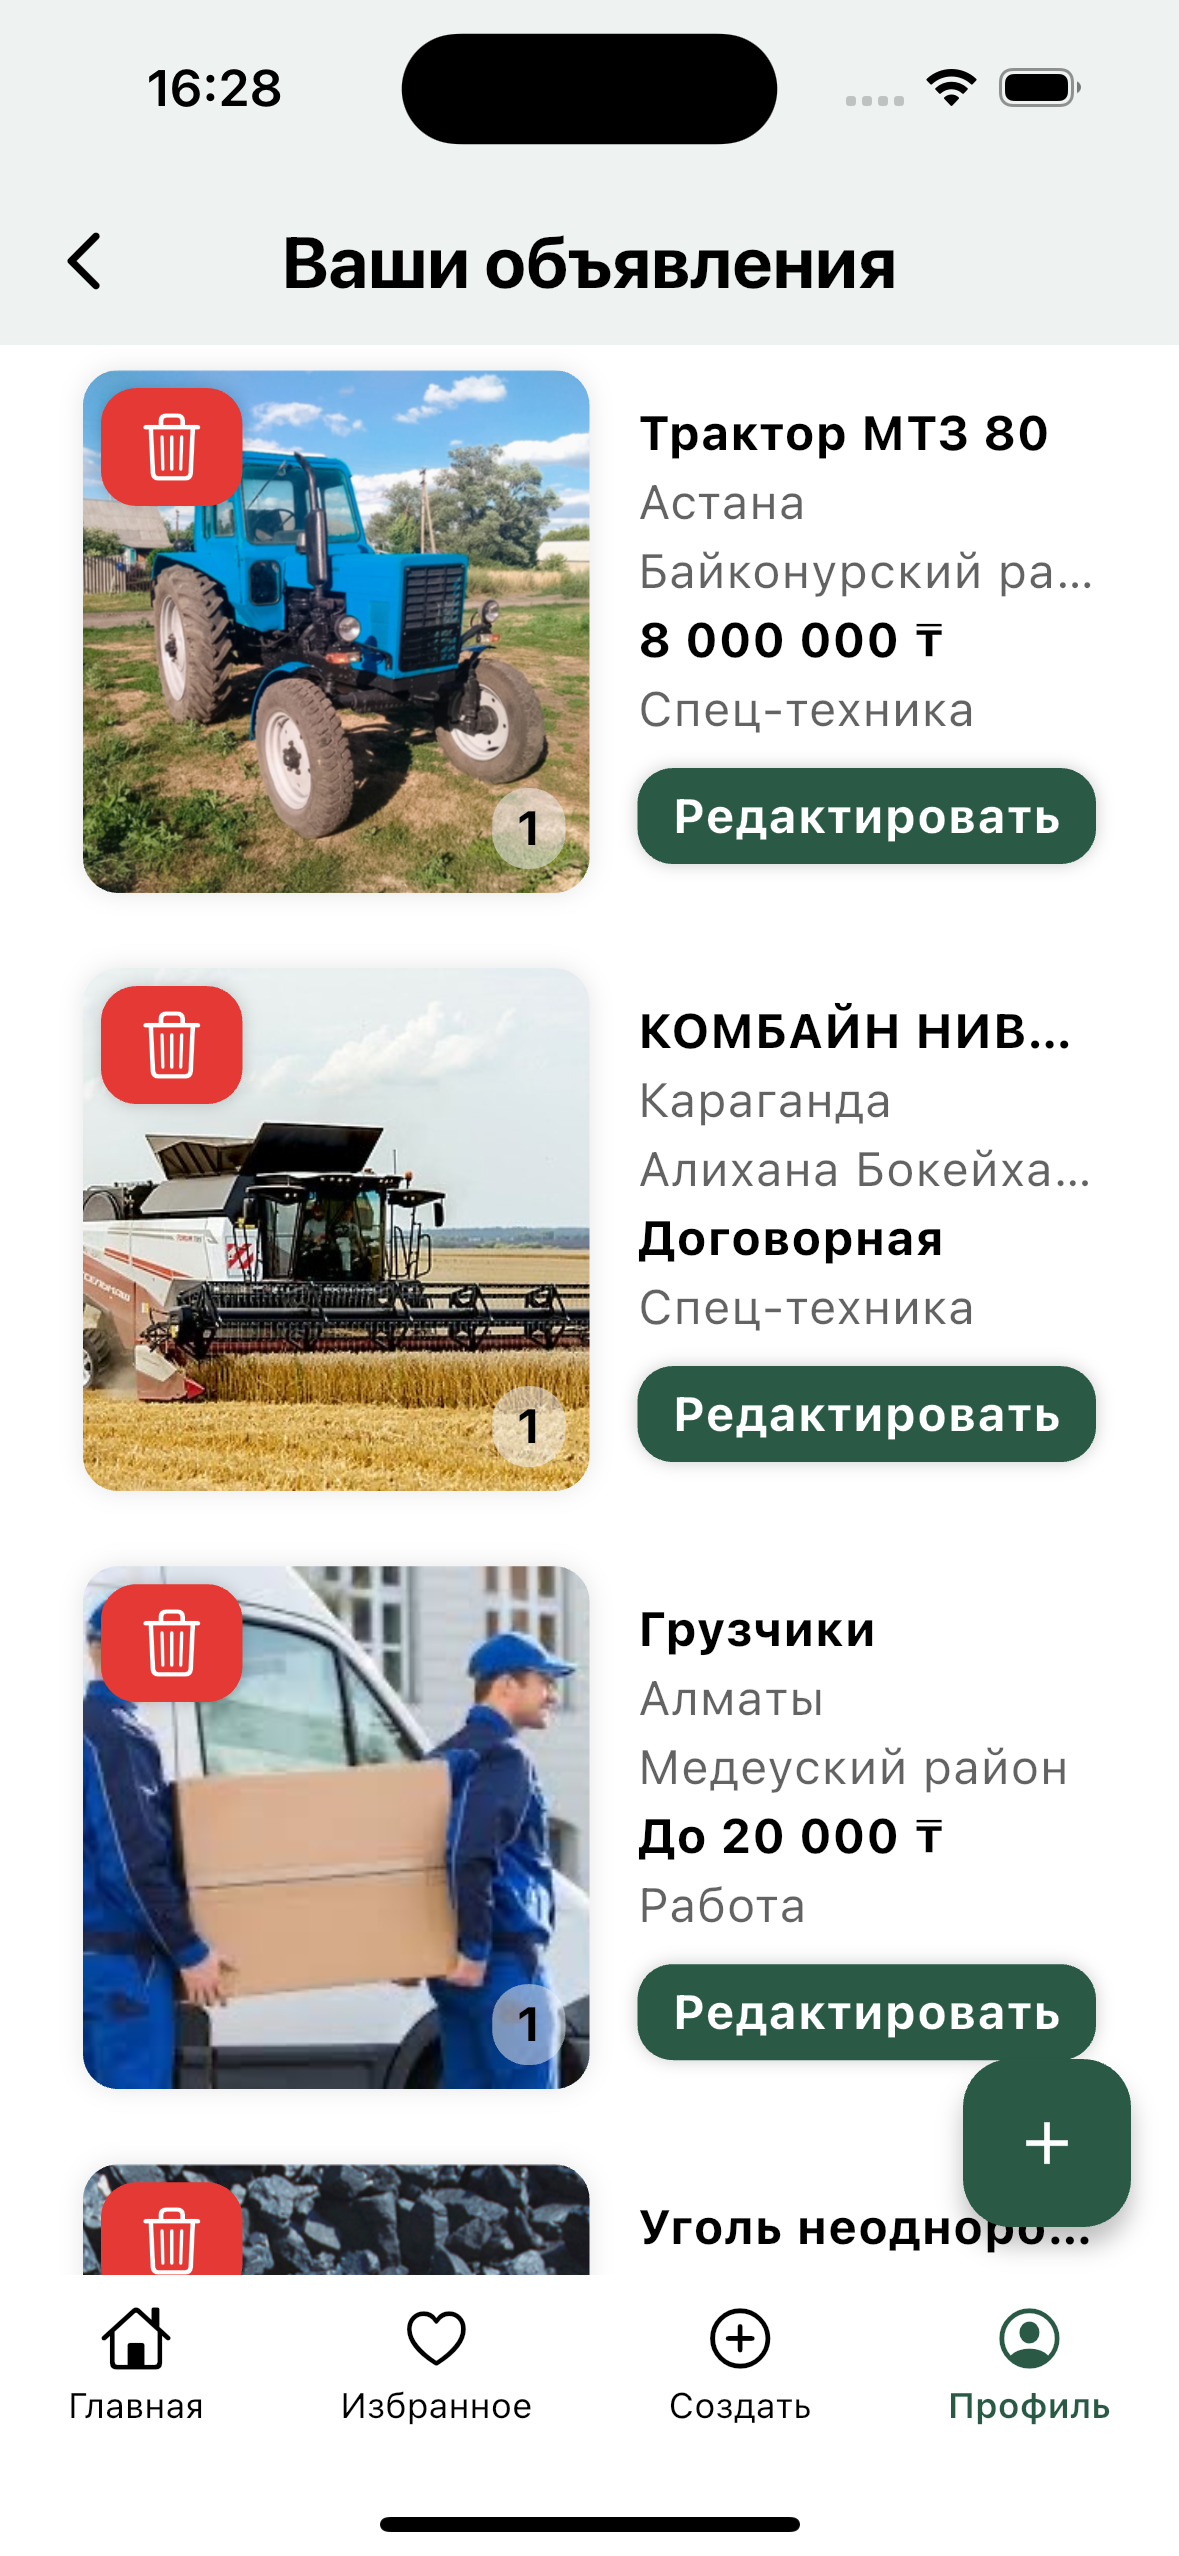 16:28
Ваши объявления
Трактор МТЗ 80
Астана
Байконурский ра...
8 000 000 ₸
Спец-техника
1
Редактировать
КОМБАЙН НИВ...
Караганда
Алихана Бокейха...
Договорная
Спец-техника
1
Редактировать
Грузчики
Алматы
Медеуский район
До 20 000 ₸
Работа
1
Редактировать
Уголь неодноро...
Главная
Избранное
Создать
Профиль